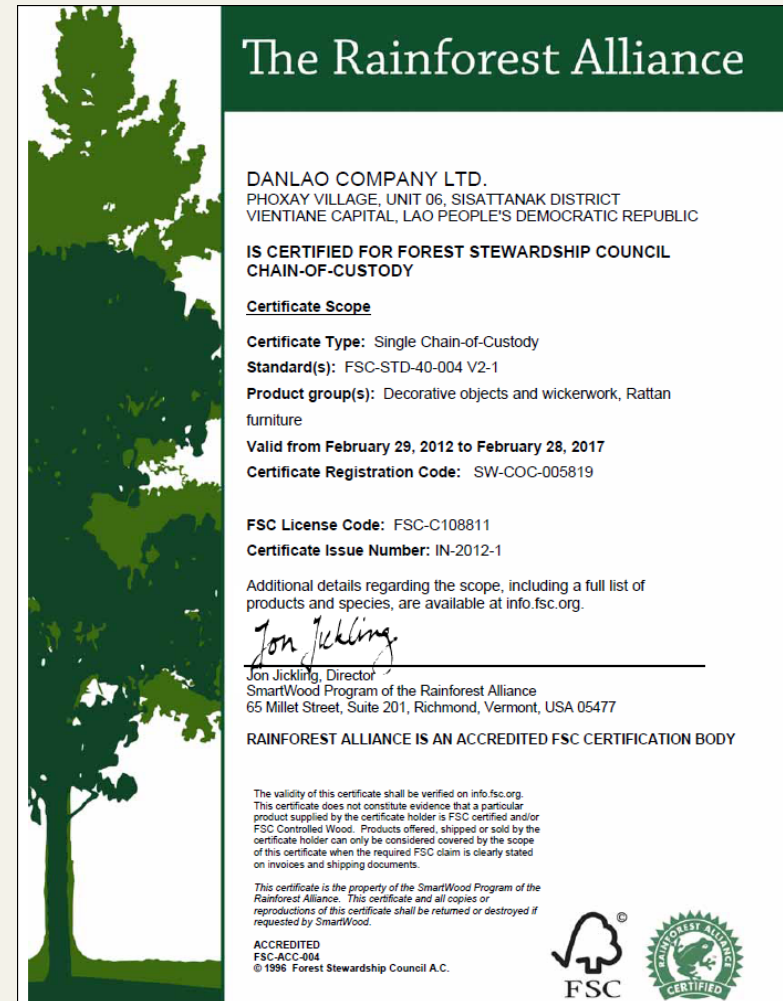 The Rainforest Alliance
DANLAO COMPANY LTD.
PHOXAY VILLAGE, UNIT 06, SISATTANAK DISTRICT
VIENTIANE CAPITAL, LAO PEOPLE'S DEMOCRATIC REPUBLIC
IS CERTIFIED FOR FOREST STEWARDSHIP COUNCIL
CHAIN-OF-CUSTODY
Certificate Scope
Certificate Type: Single Chain-of-Custody
Standard(s): FSC-STD-40-004 V2-1
Product group(s): Decorative objects and wickerwork, Rattan
furniture
Valid from February 29, 2012 to February 28, 2017
Certificate Registration Code: SW-COC-005819
FSC License Code: FSC-C108811
Certificate Issue Number: IN-2012-1
Additional details regarding the scope, including a full list of
products and species, are available at info.fsc.org.
Jon Jickling
Jon Jickling, Director
SmartWood Program of the Rainforest Alliance
65 Millet Street, Suite 201, Richmond, Vermont, USA 05477
RAINFOREST ALLIANCE IS AN ACCREDITED FSC CERTIFICATION BODY
The validity of this certificate shall be verified on info.fsc.org.
This certificate does not constitute evidence that a particular
product supplied by the certificate holder is FSC certified and/or
FSC Controlled Wood. Products offered, shipped or sold by the
certificate holder can only be considered covered by the scope
of this certificate when the required FSC claim is clearly stated
on invoices and shipping documents.
This certificate is the property of the SmartWood Program of the
Rainforest Alliance. This certificate and all copies or
reproductions of this certificate shall be returned or destroyed if
requested by SmartWood.
ACCREDITED
FSC-ACC-004
© 1996 Forest Stewardship Council A.C.
©
FSC
RAINFOREST ALLIANCE
CERTIFIED